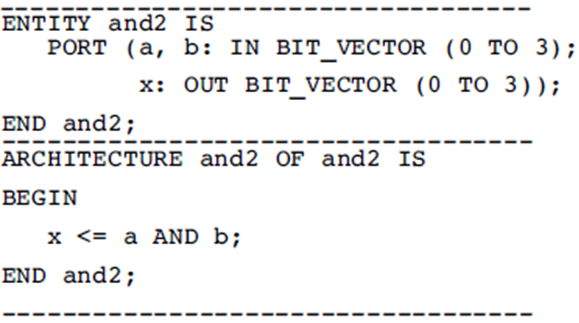 ------------------------------------
ENTITY and2 IS
PORT (a, b: IN BIT_VECTOR (0 TO 3);
x: OUT BIT_VECTOR (0 TO 3));
END and2;
------------------------------------
ARCHITECTURE and2 OF and2 IS
BEGIN
x <= a AND b;
END and2;
------------------------------------